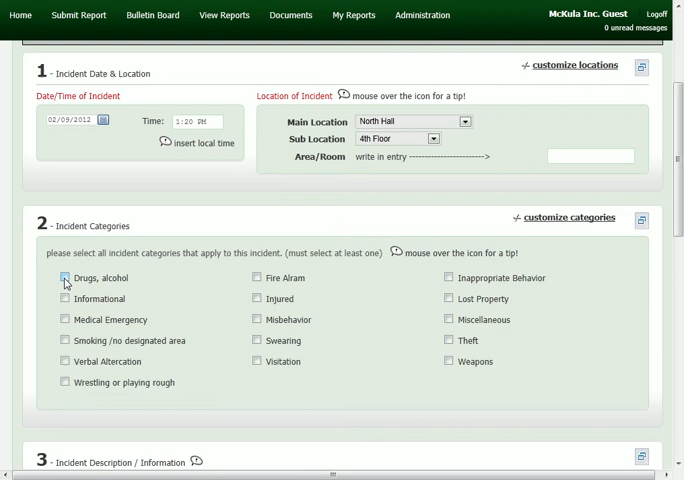 Home Submit Report Bulletin Board View Reports Documents My Reports Administration McKula Inc. Guest Logoff
0 unread messages
1 - Incident Date & Location customize locations
Date/Time of Incident Location of Incident mouse over the icon for a tip!
02/09/2012 Time: 1:20 PM Main Location North Hall
insert local time Sub Location 4th Floor
Area/Room write in entry ------------------------->
2 - Incident Categories customize categories
please select all incident categories that apply to this incident. (must select at least one) mouse over the icon for a tip!
Drugs, alcohol Fire Alram Inappropriate Behavior
Informational Injured Lost Property
Medical Emergency Misbehavior Miscellaneous
Smoking /no designated area Swearing Theft
Verbal Altercation Visitation Weapons
Wrestling or playing rough
3 - Incident Description / Information